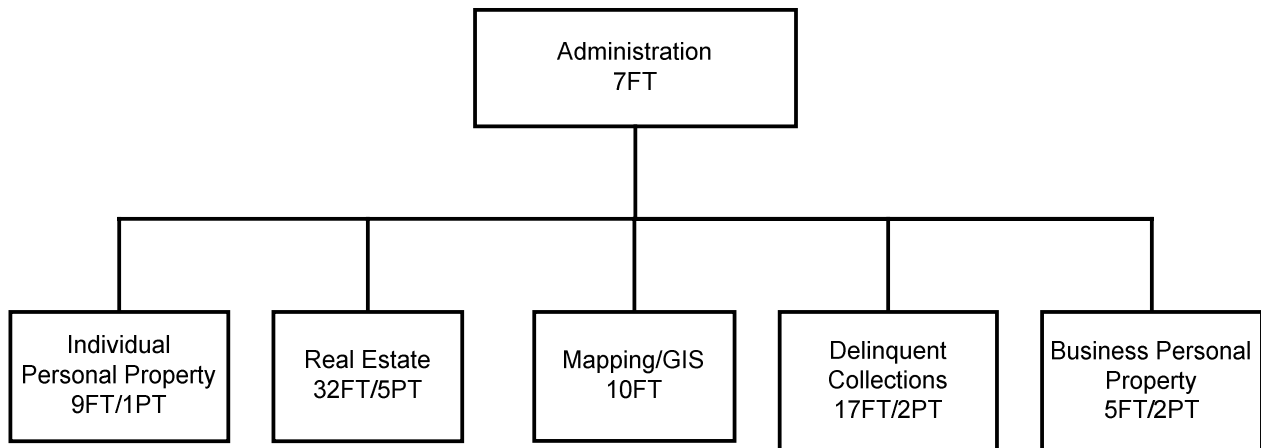 Administration
7FT
Individual
Personal Property
9FT/1PT
Real Estate
32FT/5PT
Mapping/GIS
10FT
Delinquent
Collections
17FT/2PT
Business Personal
Property
5FT/2PT